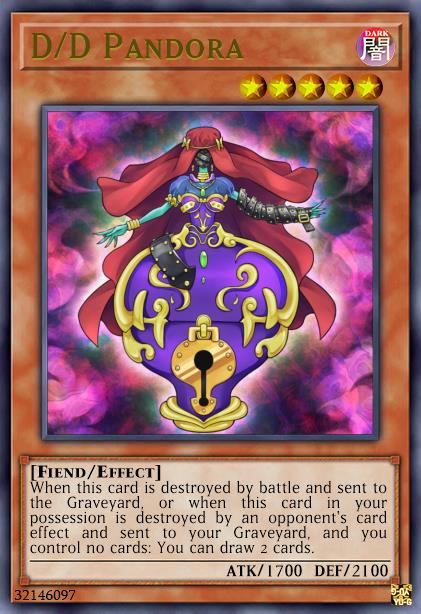 D/D Pandora
DARK
闇
[Fiend/Effect]
When this card is destroyed by battle and sent to
the Graveyard, or when this card in your
possession is destroyed by an opponent's card
effect and sent to your Graveyard, and you
control no cards: You can draw 2 cards.
ATK/1700 DEF/2100
32146097